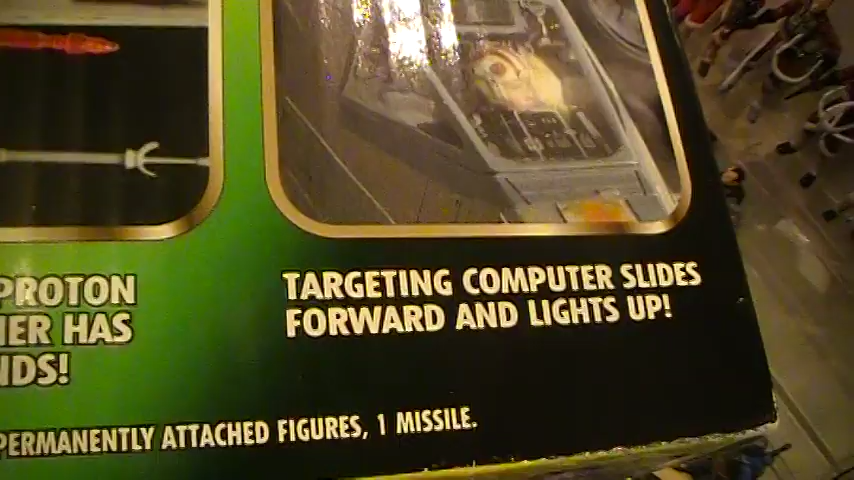 PROTON
HAS
TARGETING COMPUTER SLIDES
FORWARD AND LIGHTS UP!
PERMANENTLY ATTACHED FIGURES, 1 MISSILE.